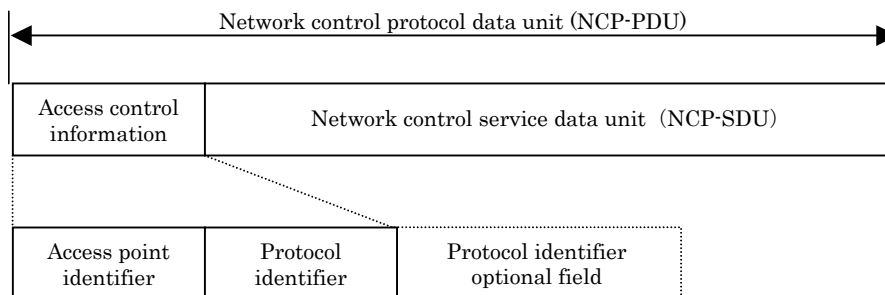 Network control protocol data unit (NCP-PDU)
Access control
information
Network control service data unit (NCP-SDU)
Access point
identifier
Protocol
identifier
Protocol identifier
optional field